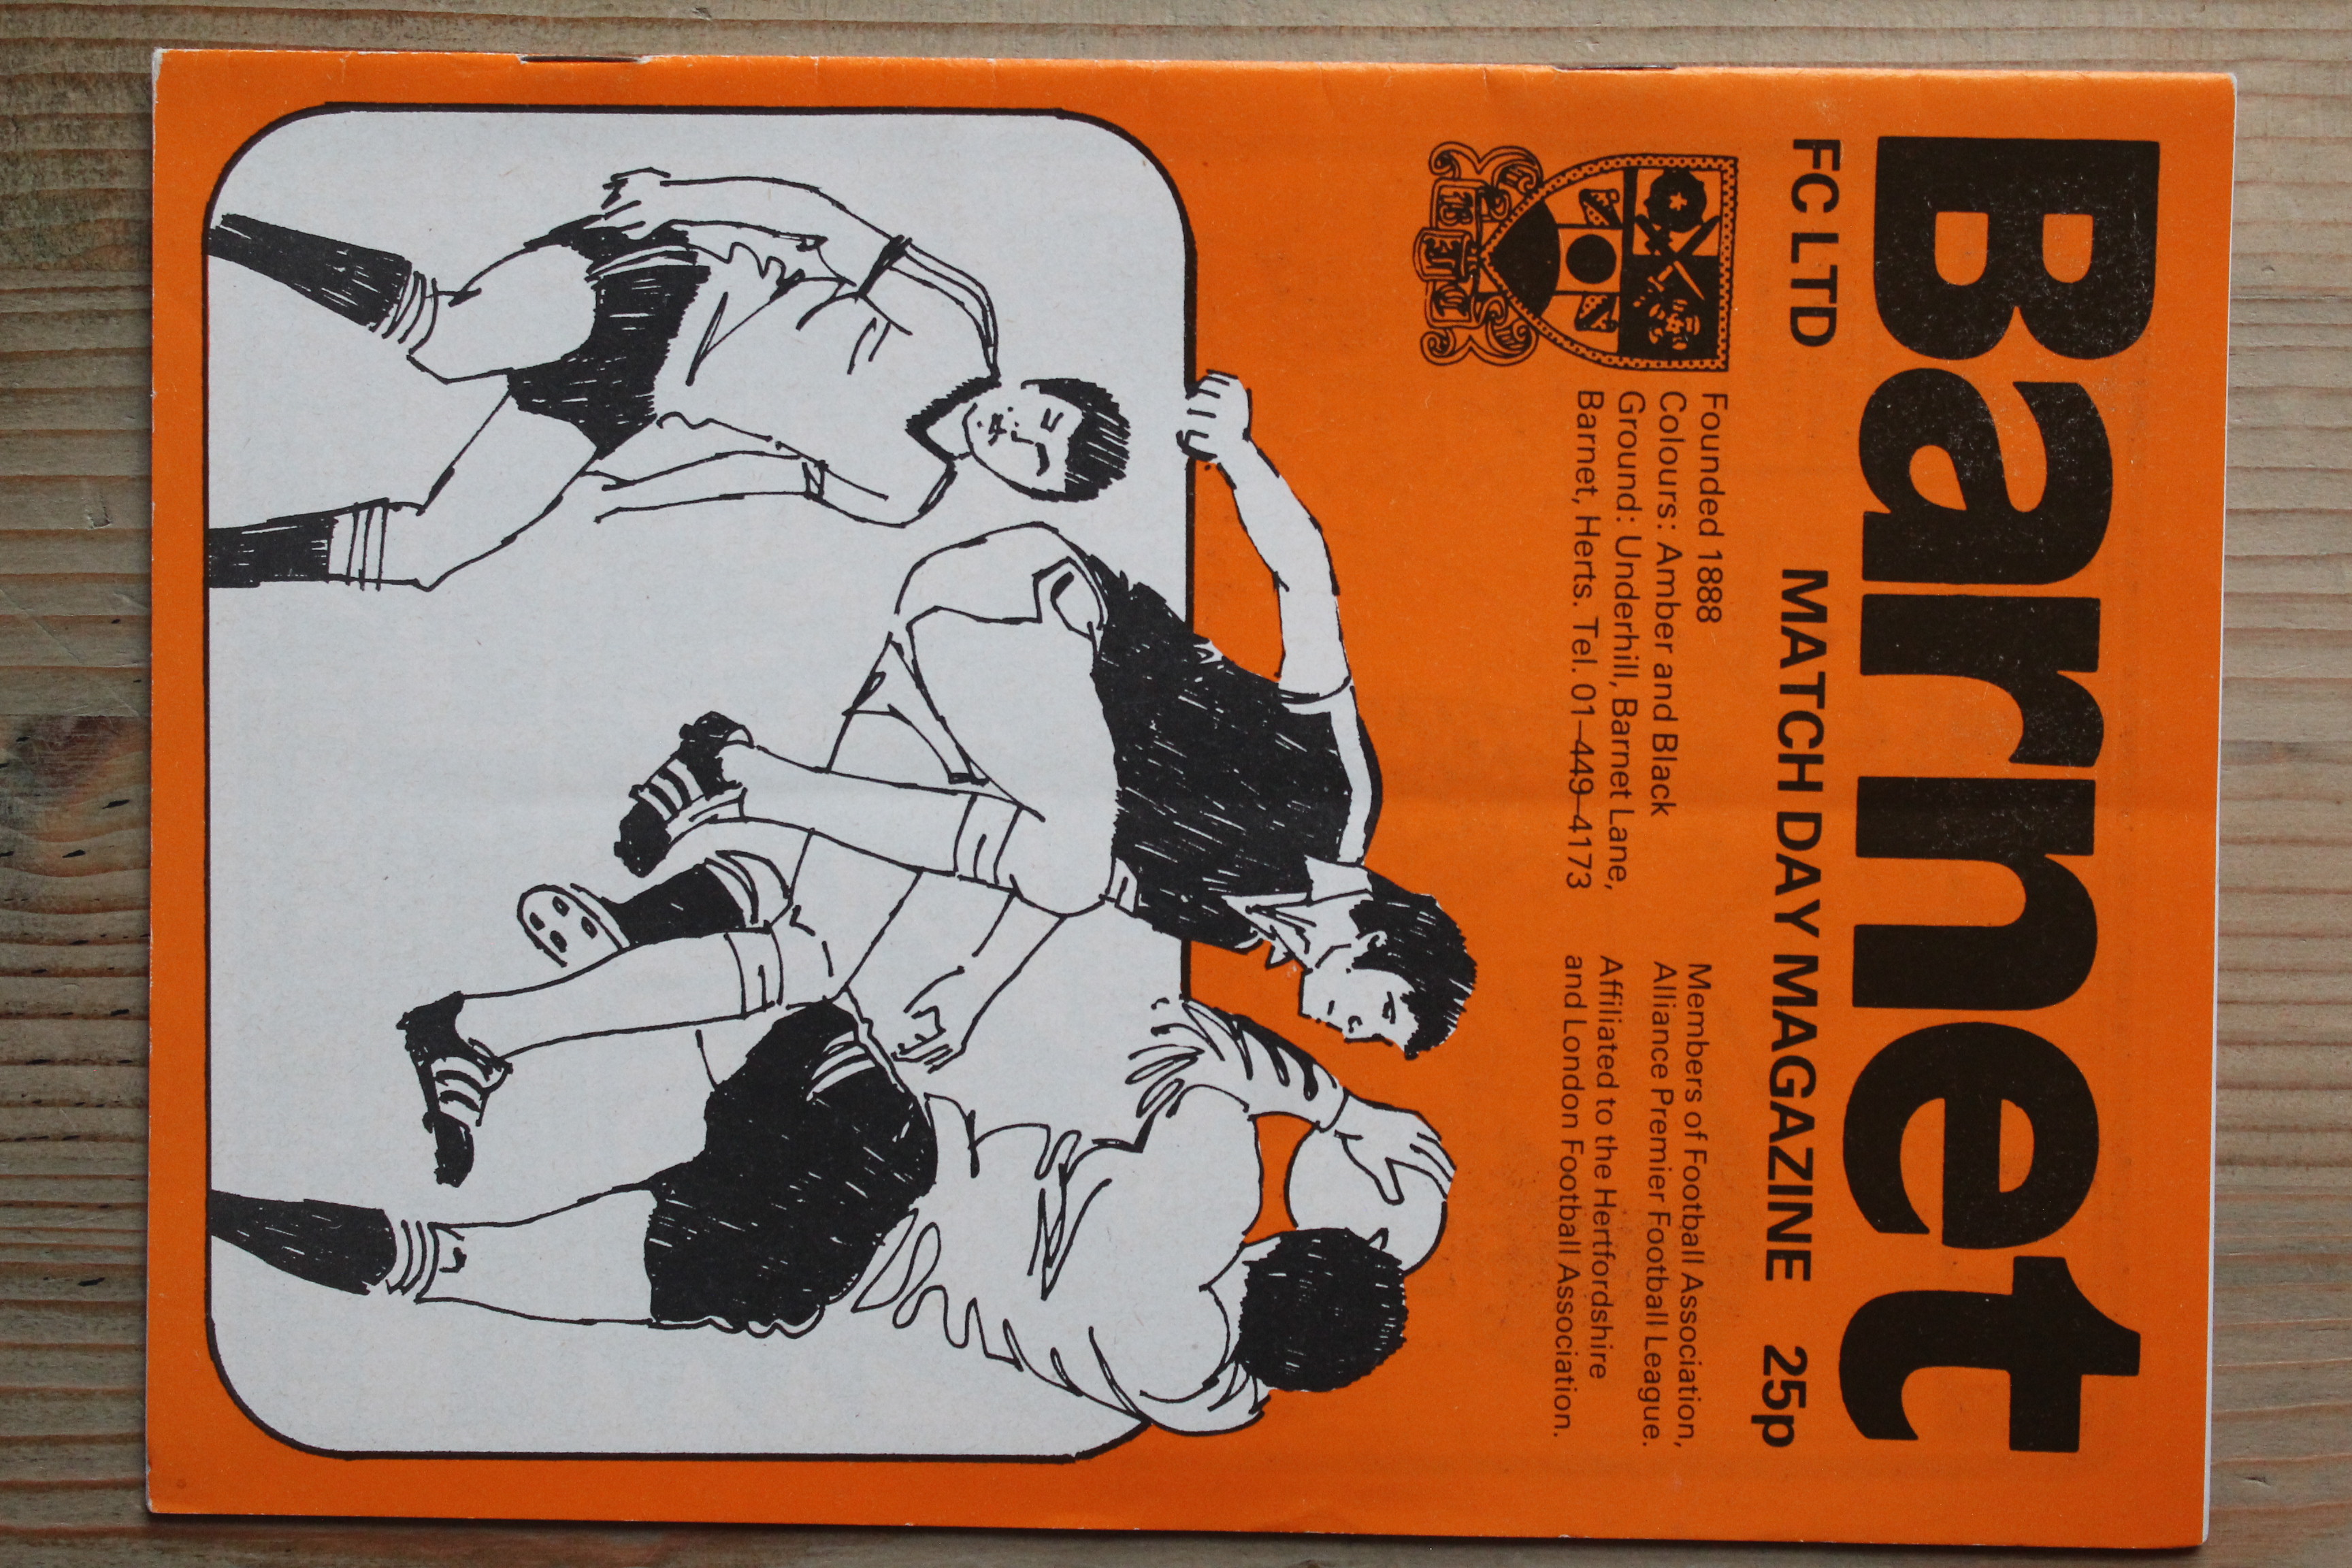 Barnet
FC LTD MATCH DAY MAGAZINE 25p
Founded 1888
Colours: Amber and Black
Ground: Underhill, Barnet Lane,
Barnet, Herts. Tel. 01–449–4173
Members of Football Association,
Alliance Premier Football League.
Affiliated to the Hertfordshire
and London Football Association.